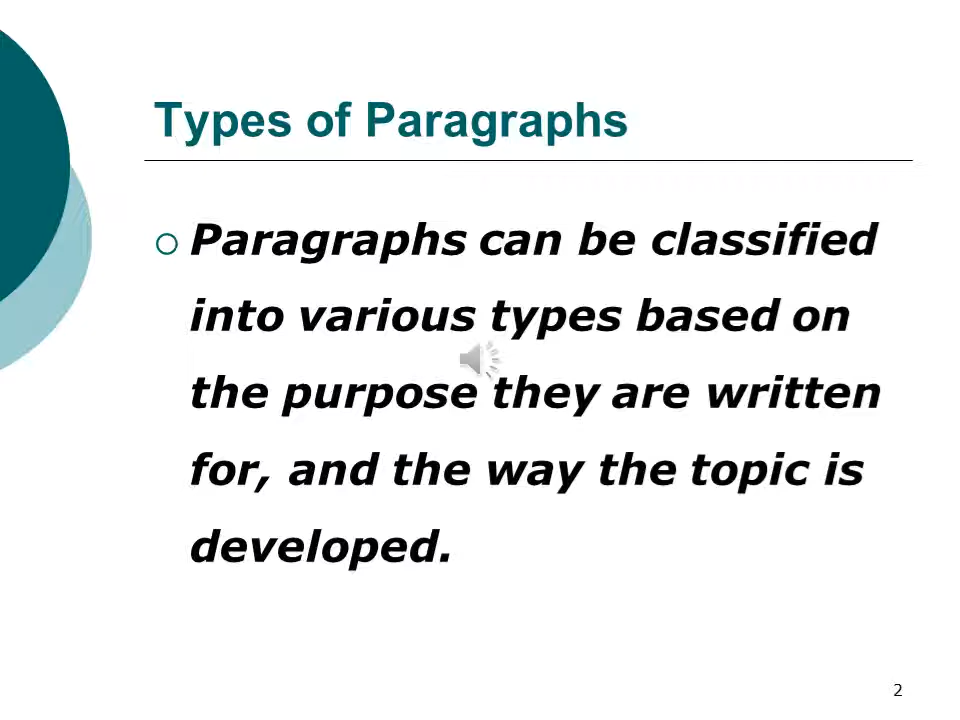 Types of Paragraphs
Paragraphs can be classified
into various types based on
the purpose they are written
for, and the way the topic is
developed.
2